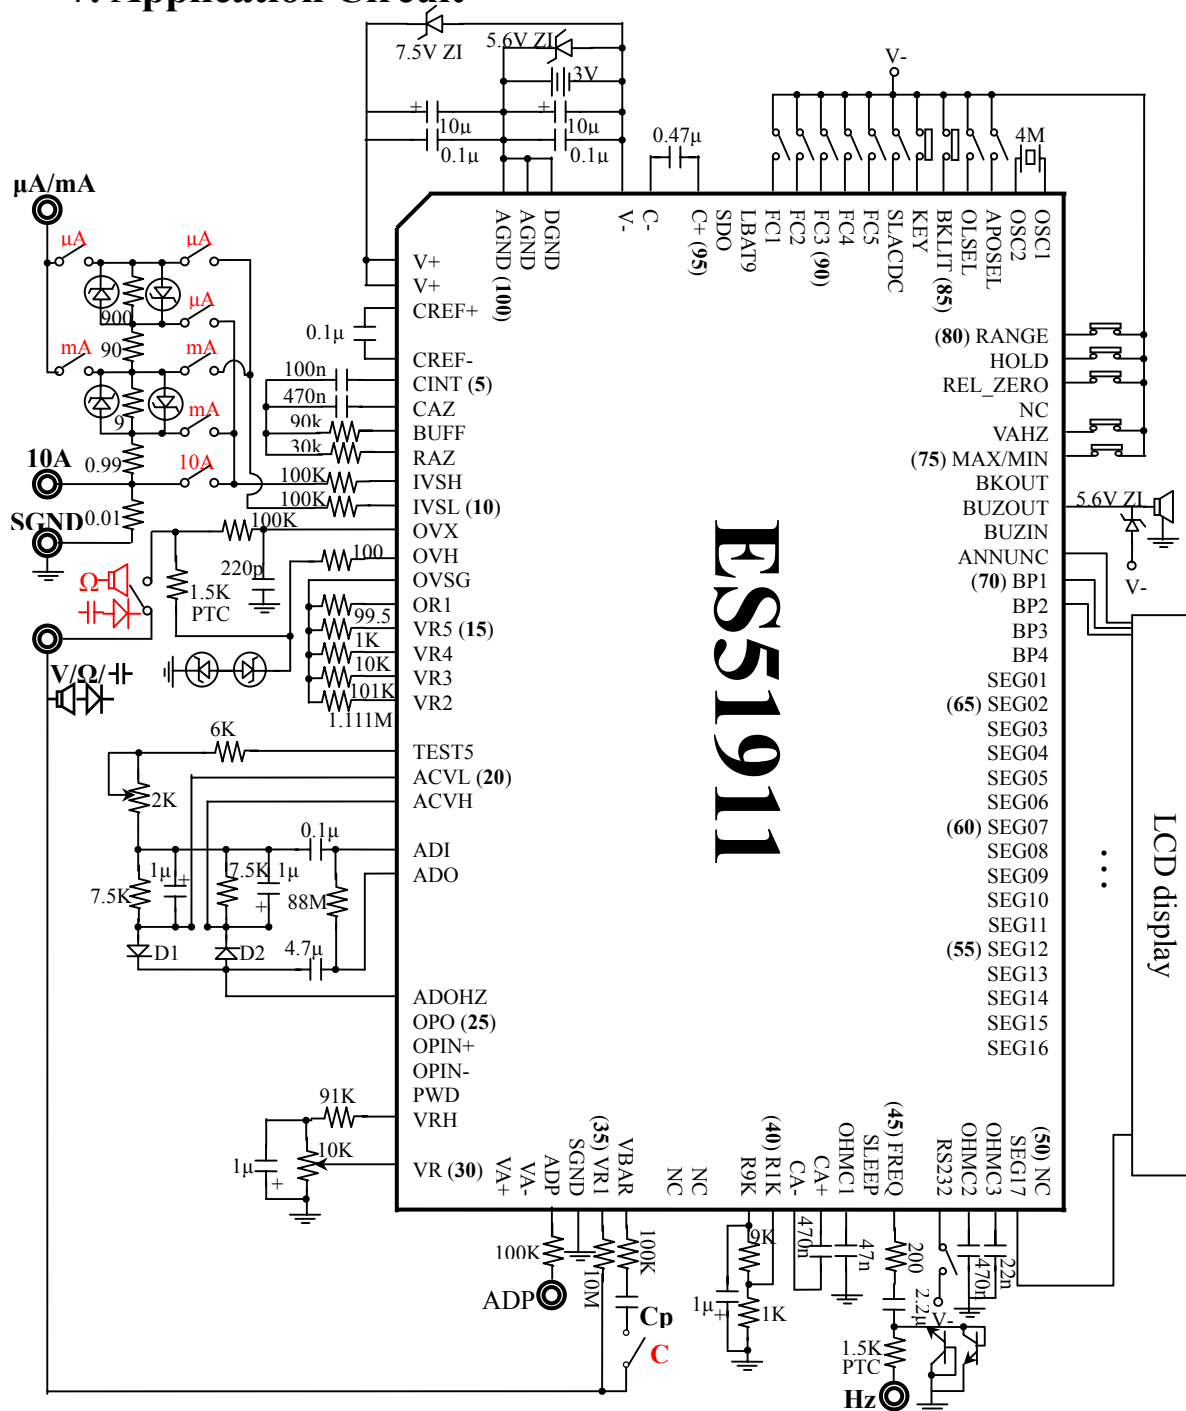 7. Application Circuit
7.5V ZI
5.6V ZI
3V
10μ
10μ
0.1μ
0.1μ
0.47μ
V-
4M
μA/mA
μA
μA
900
μA
mA
90
mA
9
mA
10A
0.99
10A
SGND
0.01
0.1μ
100n
470n
90k
30k
100K
100K
100K
100
220p
1.5K
PTC
Ω
99.5
1K
10K
101K
1.111M
V/Ω/
6K
2K
0.1μ
1μ
7.5K
7.5K
1μ
88M
D1
D2
4.7μ
91K
10K
1μ
AGND (100)
AGND
DGND
V-
C-
C+ (95)
SDO
LBAT9
FC1
FC2
FC3 (90)
FC4
FC5
SLACDC
KEY
BKLIT (85)
OLSEL
APOSEL
OSC2
OSC1
V+
V+
CREF+
CREF-
CINT (5)
CAZ
BUFF
RAZ
IVSH
IVSL (10)
OVX
OVH
OVSG
OR1
VR5 (15)
VR4
VR3
VR2
TEST5
ACVL (20)
ACVH
ADI
ADO
ADOHZ
OPO (25)
OPIN+
OPIN-
PWD
VRH
VR (30)
ES51911
(80) RANGE
HOLD
REL_ZERO
NC
VAHZ
(75) MAX/MIN
BKOUT
BUZOUT
BUZIN
ANNUNC
(70) BP1
BP2
BP3
BP4
SEG01
(65) SEG02
SEG03
SEG04
SEG05
SEG06
(60) SEG07
SEG08
SEG09
SEG10
SEG11
(55) SEG12
SEG13
SEG14
SEG15
SEG16
5.6V ZI
V-
LCD display
VA+
VA-
ADP
SGND
(35) VR1
VBAR
NC
NC
R9K
(40) R1K
CA-
CA+
OHMC1
SLEEP
(45) FREQ
RS232
OHMC2
OHMC3
SEG17
(50) NC
100K
10M
100K
ADP
Cp
C
9K
1μ
1K
470n
47n
200
2.2μ
V-
470n
22n
1.5K
PTC
Hz